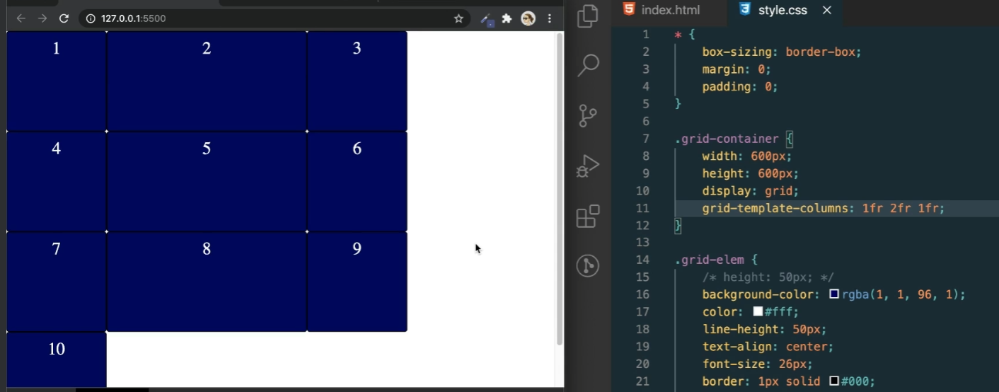 127.0.0.1:5500
1 2 3
4 5 6
7 8 9
10
index.html style.css
1 * {
2 box-sizing: border-box;
3 margin: 0;
4 padding: 0;
5 }
6
7 .grid-container {
8 width: 600px;
9 height: 600px;
10 display: grid;
11 grid-template-columns: 1fr 2fr 1fr;
12 }
13
14 .grid-elem {
15 /* height: 50px; */
16 background-color: rgba(1, 1, 96, 1);
17 color: #fff;
18 line-height: 50px;
19 text-align: center;
20 font-size: 26px;
21 border: 1px solid #000;